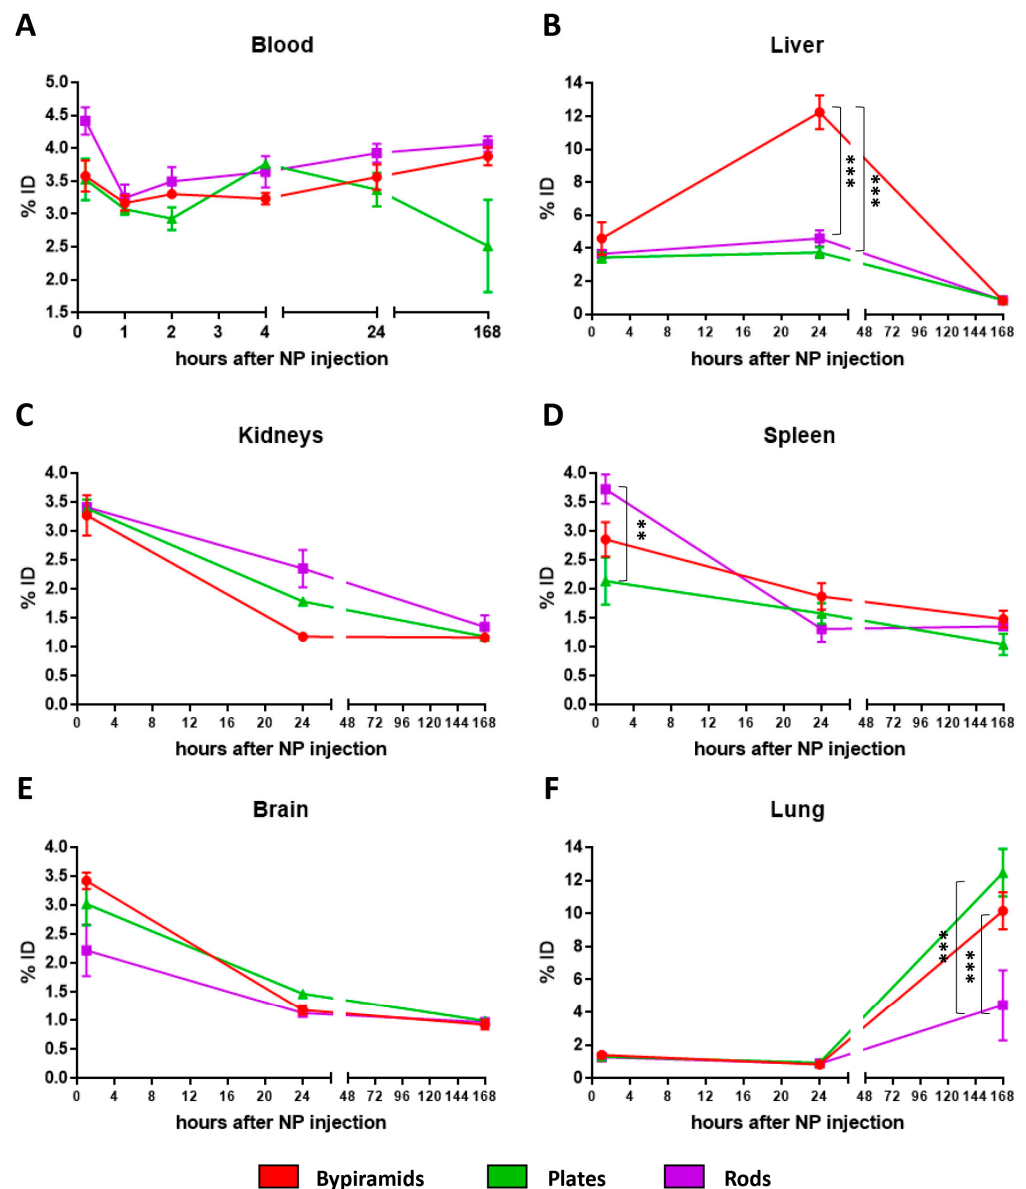 A
Blood
5.0
4.5
4.0
3.5
3.0
2.5
2.0
1.5
% ID
0 1 2 3 4 24 168
hours after NP injection
B
Liver
14
12
10
8
6
4
2
0
% ID
***
***
0 4 8 12 16 20 24 48 72 96 120 144 168
hours after NP injection
C
Kidneys
4.0
3.5
3.0
2.5
2.0
1.5
1.0
0.5
0.0
% ID
0 4 8 12 16 20 24 48 72 96 120 144 168
hours after NP injection
D
Spleen
4.0
3.5
3.0
2.5
2.0
1.5
1.0
0.5
0.0
% ID
**
0 4 8 12 16 20 24 48 72 96 120 144 168
hours after NP injection
E
Brain
4.0
3.5
3.0
2.5
2.0
1.5
1.0
0.5
0.0
% ID
0 4 8 12 16 20 24 48 72 96 120 144 168
hours after NP injection
F
Lung
14
12
10
8
6
4
2
0
% ID
***
***
0 4 8 12 16 20 24 48 72 96 120 144 168
hours after NP injection
Bypiramids Plates Rods